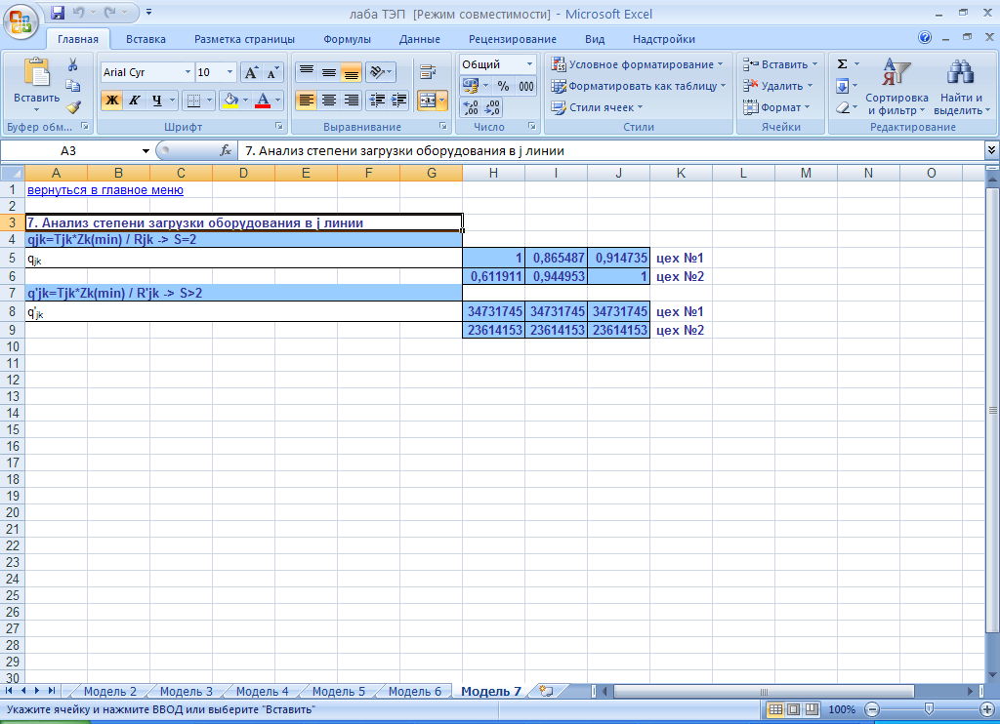 лаба ТЭП  [Режим совместимости] - Microsoft Excel
Главная Вставка Разметка страницы Формулы Данные Рецензирование Вид Надстройки
Arial Cyr 10 Общий
Вставить
Ж К Ч
% 000
Условное форматирование
Форматировать как таблицу
Стили ячеек
Вставить
Удалить
Формат
Σ
Сортировка и фильтр
Найти и выделить
Буфер обм... Шрифт Выравнивание Число Стили Ячейки Редактирование
A3 fx 7. Анализ степени загрузки оборудования в j линии
A B C D E F G H I J K L M N O
1 вернуться в главное меню
2
3 7. Анализ степени загрузки оборудования в j линии
4 qjk=Tjk*Zk(min) / Rjk -> S=2
5 qjk 1 0,865487 0,914735 цех №1
6 0,611911 0,944953 1 цех №2
7 q'jk=Tjk*Zk(min) / R'jk -> S>2
8 q'jk 34731745 34731745 34731745 цех №1
9 23614153 23614153 23614153 цех №2
10
11
12
13
14
15
16
17
18
19
20
21
22
23
24
25
26
27
28
29
30
Модель 2 Модель 3 Модель 4 Модель 5 Модель 6 Модель 7
Укажите ячейку и нажмите ВВОД или выберите "Вставить" 100%